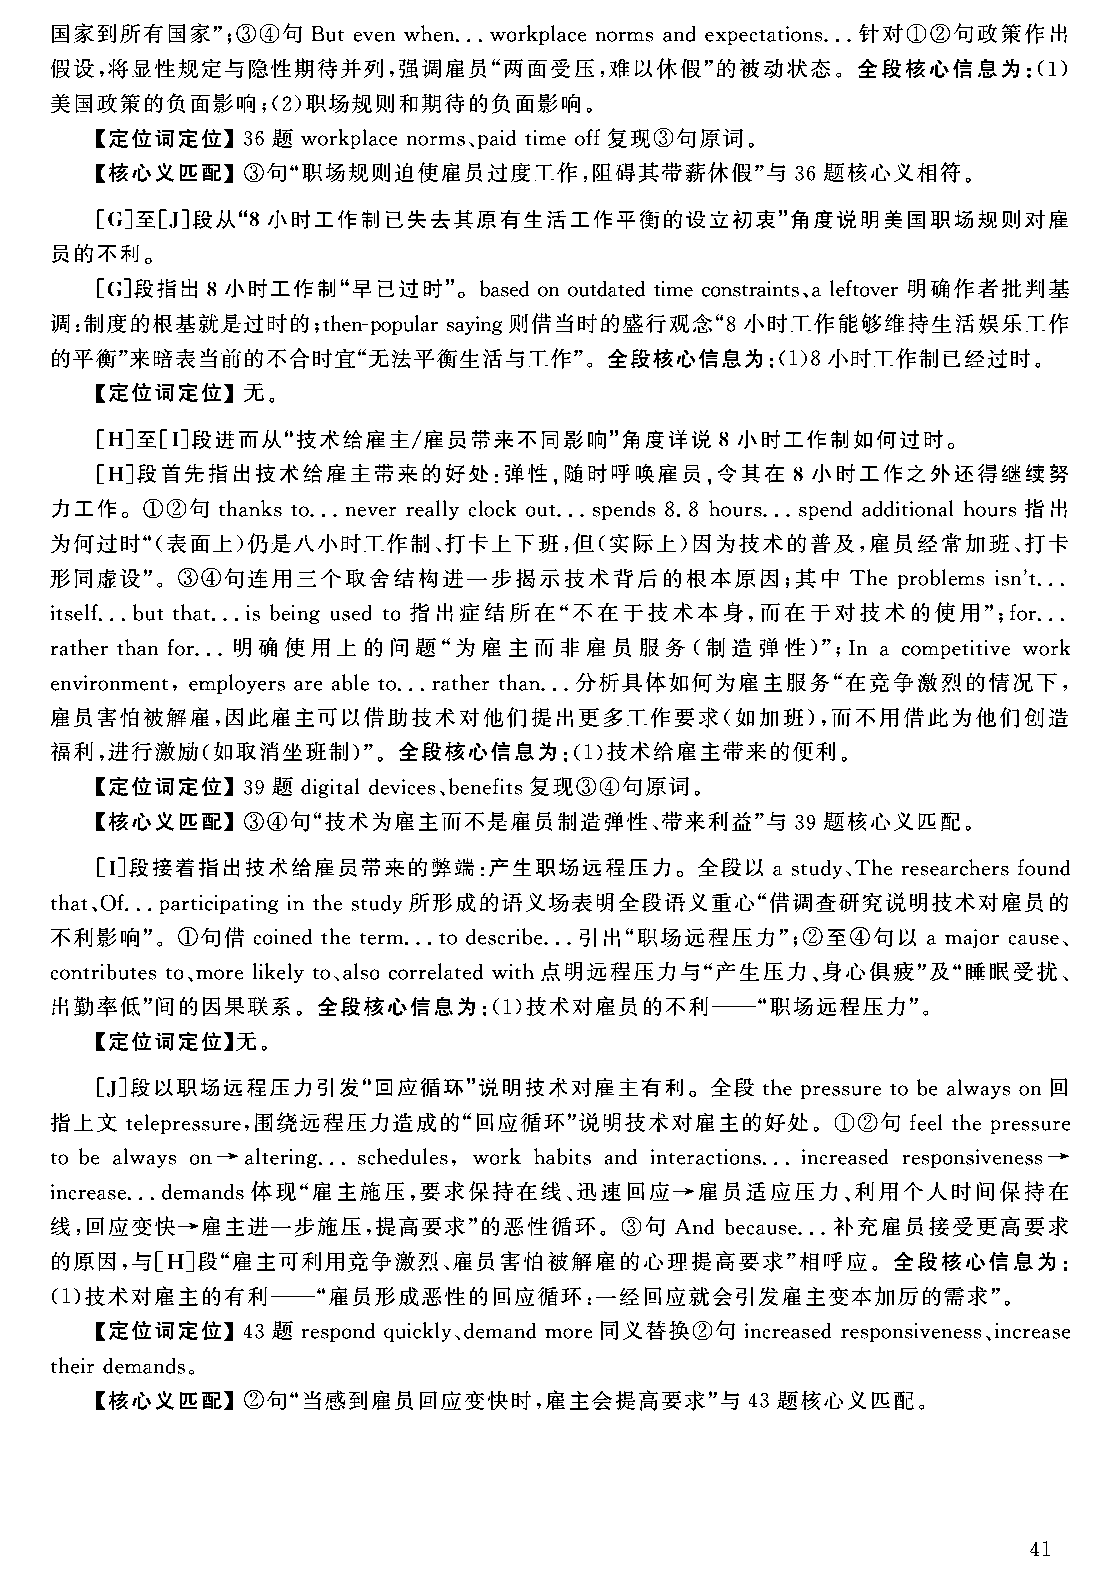 国家到所有国家”;③④句 But even when... workplace norms and expectations...针对①②句政策作出
假设,将显性规定与隐性期待并列,强调雇员“两面受压,难以休假”的被动状态。全段核心信息为:(1)
美国政策的负面影响;(2)职场规则和期待的负面影响。
【定位词定位】36 题 workplace norms、paid time off 复现③句原词。
【核心义匹配】③句“职场规则迫使雇员过度工作,阻碍其带薪休假”与 36 题核心义相符。
[G]至[J]段从“8 小时工作制已失去其原有生活工作平衡的设立初衷”角度说明美国职场规则对雇
员的不利。
[G]段指出 8 小时工作制“早已过时”。based on outdated time constraints、a leftover 明确作者批判基
调:制度的根基就是过时的;then-popular saying 则借当时的盛行观念“8 小时工作能够维持生活娱乐工作
的平衡”来暗表当前的不合时宜“无法平衡生活与工作”。全段核心信息为:(1)8 小时工作制已经过时。
【定位词定位】无。
[H]至[I]段进而从“技术给雇主/雇员带来不同影响”角度详说 8 小时工作制如何过时。
[H]段首先指出技术给雇主带来的好处:弹性,随时呼唤雇员,令其在 8 小时工作之外还得继续努
力工作。①②句 thanks to... never really clock out... spends 8. 8 hours... spend additional hours 指出
为何过时“(表面上)仍是八小时工作制、打卡上下班,但(实际上)因为技术的普及,雇员经常加班、打卡
形同虚设”。③④句连用三个取舍结构进一步揭示技术背后的根本原因;其中 The problems isn't...
itself... but that... is being used to 指出症结所在“不在于技术本身,而在于对技术的使用”;for...
rather than for... 明确使用上的问题“为雇主而非雇员服务(制造弹性)”;In a competitive work
environment, employers are able to... rather than... 分析具体如何为雇主服务“在竞争激烈的情况下,
雇员害怕被解雇,因此雇主可以借助技术对他们提出更多工作要求(如加班),而不用借此为他们创造
福利,进行激励(如取消坐班制)”。全段核心信息为:(1)技术给雇主带来的便利。
【定位词定位】39 题 digital devices、benefits 复现③④句原词。
【核心义匹配】③④句“技术为雇主而不是雇员制造弹性、带来利益”与 39 题核心义匹配。
[I]段接着指出技术给雇员带来的弊端:产生职场远程压力。全段以 a study、The researchers found
that、Of... participating in the study 所形成的语义场表明全段语义重心“借调查研究说明技术对雇员的
不利影响”。①句借 coined the term... to describe... 引出“职场远程压力”;②至④句以 a major cause、
contributes to、more likely to、also correlated with 点明远程压力与“产生压力、身心俱疲”及“睡眠受扰、
出勤率低”间的因果联系。全段核心信息为:(1)技术对雇员的不利——“职场远程压力”。
【定位词定位】无。
[J]段以职场远程压力引发“回应循环”说明技术对雇主有利。全段 the pressure to be always on 回
指上文 telepressure,围绕远程压力造成的“回应循环”说明技术对雇主的好处。①②句 feel the pressure
to be always on→altering... schedules, work habits and interactions... increased responsiveness→
increase... demands 体现“雇主施压,要求保持在线、迅速回应→雇员适应压力、利用个人时间保持在
线,回应变快→雇主进一步施压,提高要求”的恶性循环。③句 And because... 补充雇员接受更高要求
的原因,与[H]段“雇主可利用竞争激烈、雇员害怕被解雇的心理提高要求”相呼应。全段核心信息为:
(1)技术对雇主的有利——“雇员形成恶性的回应循环:一经回应就会引发雇主变本加厉的需求”。
【定位词定位】43 题 respond quickly、demand more 同义替换②句 increased responsiveness、increase
their demands。
【核心义匹配】②句“当感到雇员回应变快时,雇主会提高要求”与 43 题核心义匹配。
41